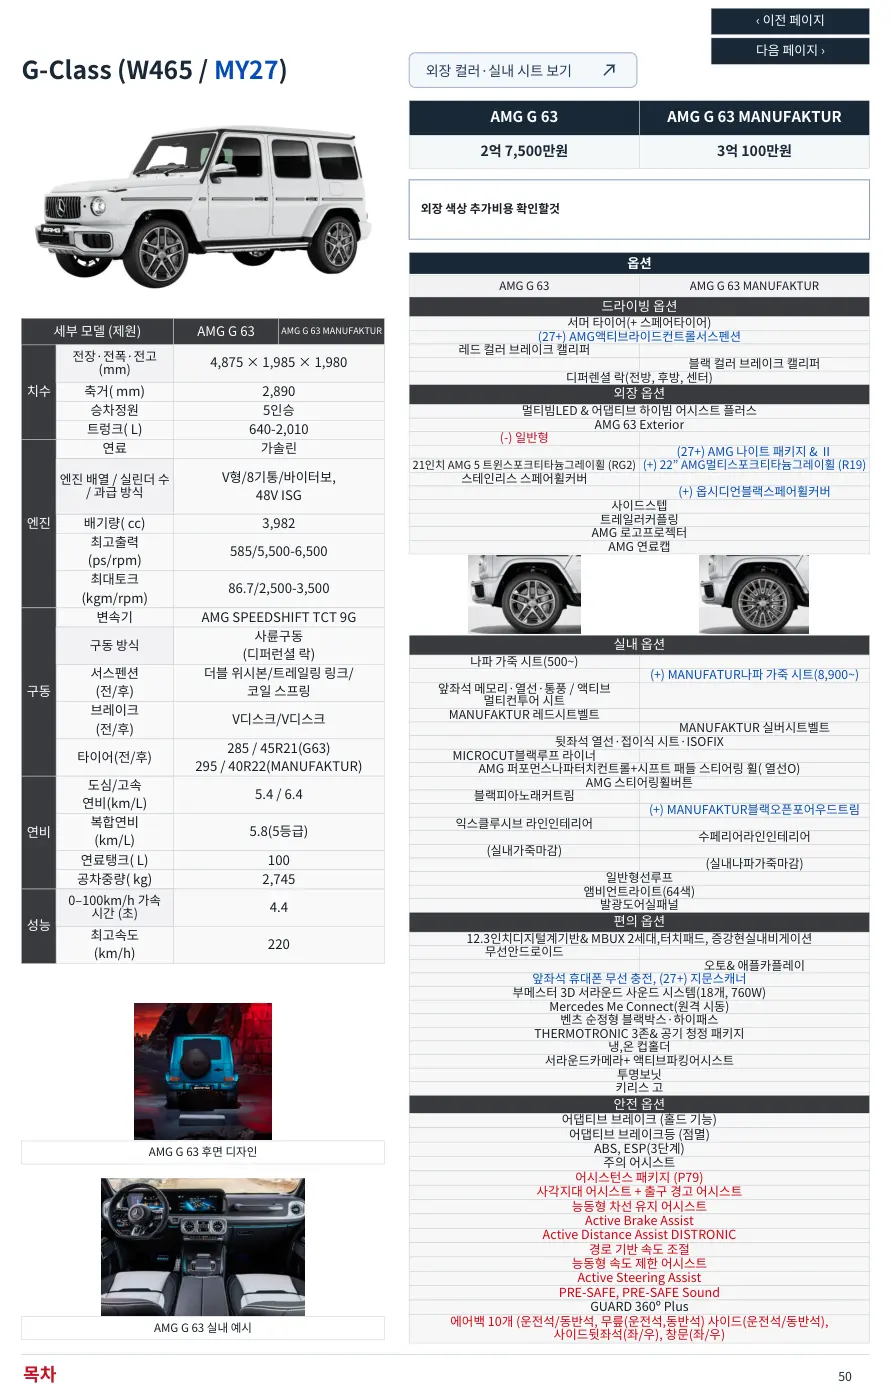 ‹ 이전 페이지
다음 페이지 ›
G-Class (W465 / MY27)
외장 컬러·실내 시트 보기
AMG G 63
AMG G 63 MANUFAKTUR
2억 7,500만원
3억 100만원
외장 색상 추가비용 확인할것
세부 모델 (제원)
AMG G 63
AMG G 63 MANUFAKTUR
치수
전장·전폭·전고
(mm)
4,875 × 1,985 × 1,980
축거( mm)
2,890
승차정원
5인승
트렁크( L)
640-2,010
엔진
연료
가솔린
엔진 배열 / 실린더 수
/ 과급 방식
V형/8기통/바이터보,
48V ISG
배기량( cc)
3,982
최고출력
(ps/rpm)
585/5,500-6,500
최대토크
(kgm/rpm)
86.7/2,500-3,500
구동
변속기
AMG SPEEDSHIFT TCT 9G
구동 방식
사륜구동
(디퍼런셜 락)
서스펜션
(전/후)
더블 위시본/트레일링 링크/
코일 스프링
브레이크
(전/후)
V디스크/V디스크
타이어(전/후)
285 / 45R21(G63)
295 / 40R22(MANUFAKTUR)
연비
도심/고속
연비(km/L)
5.4 / 6.4
복합연비
(km/L)
5.8(5등급)
연료탱크( L)
100
공차중량( kg)
2,745
성능
0–100km/h 가속
시간 (초)
4.4
최고속도
(km/h)
220
AMG G 63 후면 디자인
AMG G 63 실내 예시
옵션
AMG G 63
AMG G 63 MANUFAKTUR
드라이빙 옵션
서머 타이어(+ 스페어타이어)
(27+) AMG액티브라이드컨트롤서스펜션
레드 컬러 브레이크 캘리퍼
블랙 컬러 브레이크 캘리퍼
디퍼렌셜 락(전방, 후방, 센터)
외장 옵션
멀티빔LED & 어댑티브 하이빔 어시스트 플러스
AMG 63 Exterior
(-) 일반형
(27+) AMG 나이트 패키지 & Ⅱ
21인치 AMG 5 트윈스포크티타늄그레이휠 (RG2)
(+) 22” AMG멀티스포크티타늄그레이휠 (R19)
스테인리스 스페어휠커버
(+) 옵시디언블랙스페어휠커버
사이드스텝
트레일러커플링
AMG 로고프로젝터
AMG 연료캡
실내 옵션
나파 가죽 시트(500~)
(+) MANUFATUR나파 가죽 시트(8,900~)
앞좌석 메모리·열선·통풍 / 액티브
멀티컨투어 시트
MANUFAKTUR 레드시트벨트
MANUFAKTUR 실버시트벨트
뒷좌석 열선·접이식 시트·ISOFIX
MICROCUT블랙루프 라이너
AMG 퍼포먼스나파터치컨트롤+시프트 패들 스티어링 휠( 열선O)
AMG 스티어링휠버튼
블랙피아노래커트림
(+) MANUFAKTUR블랙오픈포어우드트림
익스클루시브 라인인테리어
수페리어라인인테리어
(실내가죽마감)
(실내나파가죽마감)
일반형선루프
앰비언트라이트(64색)
발광도어실패널
편의 옵션
12.3인치디지털계기반& MBUX 2세대,터치패드, 증강현실내비게이션
무선안드로이드
오토& 애플카플레이
앞좌석 휴대폰 무선 충전, (27+) 지문스캐너
부메스터 3D 서라운드 사운드 시스템(18개, 760W)
Mercedes Me Connect(원격 시동)
벤츠 순정형 블랙박스·하이패스
THERMOTRONIC 3존& 공기 청정 패키지
냉,온 컵홀더
서라운드카메라+ 액티브파킹어시스트
투명보닛
키리스 고
안전 옵션
어댑티브 브레이크 (홀드 기능)
어댑티브 브레이크등 (점멸)
ABS, ESP(3단계)
주의 어시스트
어시스턴스 패키지 (P79)
사각지대 어시스트 + 출구 경고 어시스트
능동형 차선 유지 어시스트
Active Brake Assist
Active Distance Assist DISTRONIC
경로 기반 속도 조절
능동형 속도 제한 어시스트
Active Steering Assist
PRE-SAFE, PRE-SAFE Sound
GUARD 360º Plus
에어백 10개 (운전석/동반석, 무릎(운전석,동반석) 사이드(운전석/동반석),
사이드뒷좌석(좌/우), 창문(좌/우)
목차
50